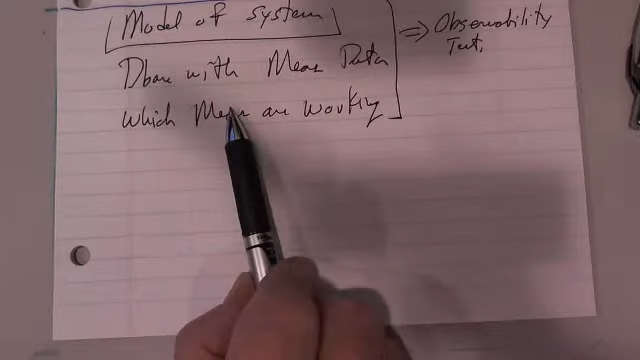 Model of System
Dbase with Meas Data
which Meas are working
⇒ Observability
Test,